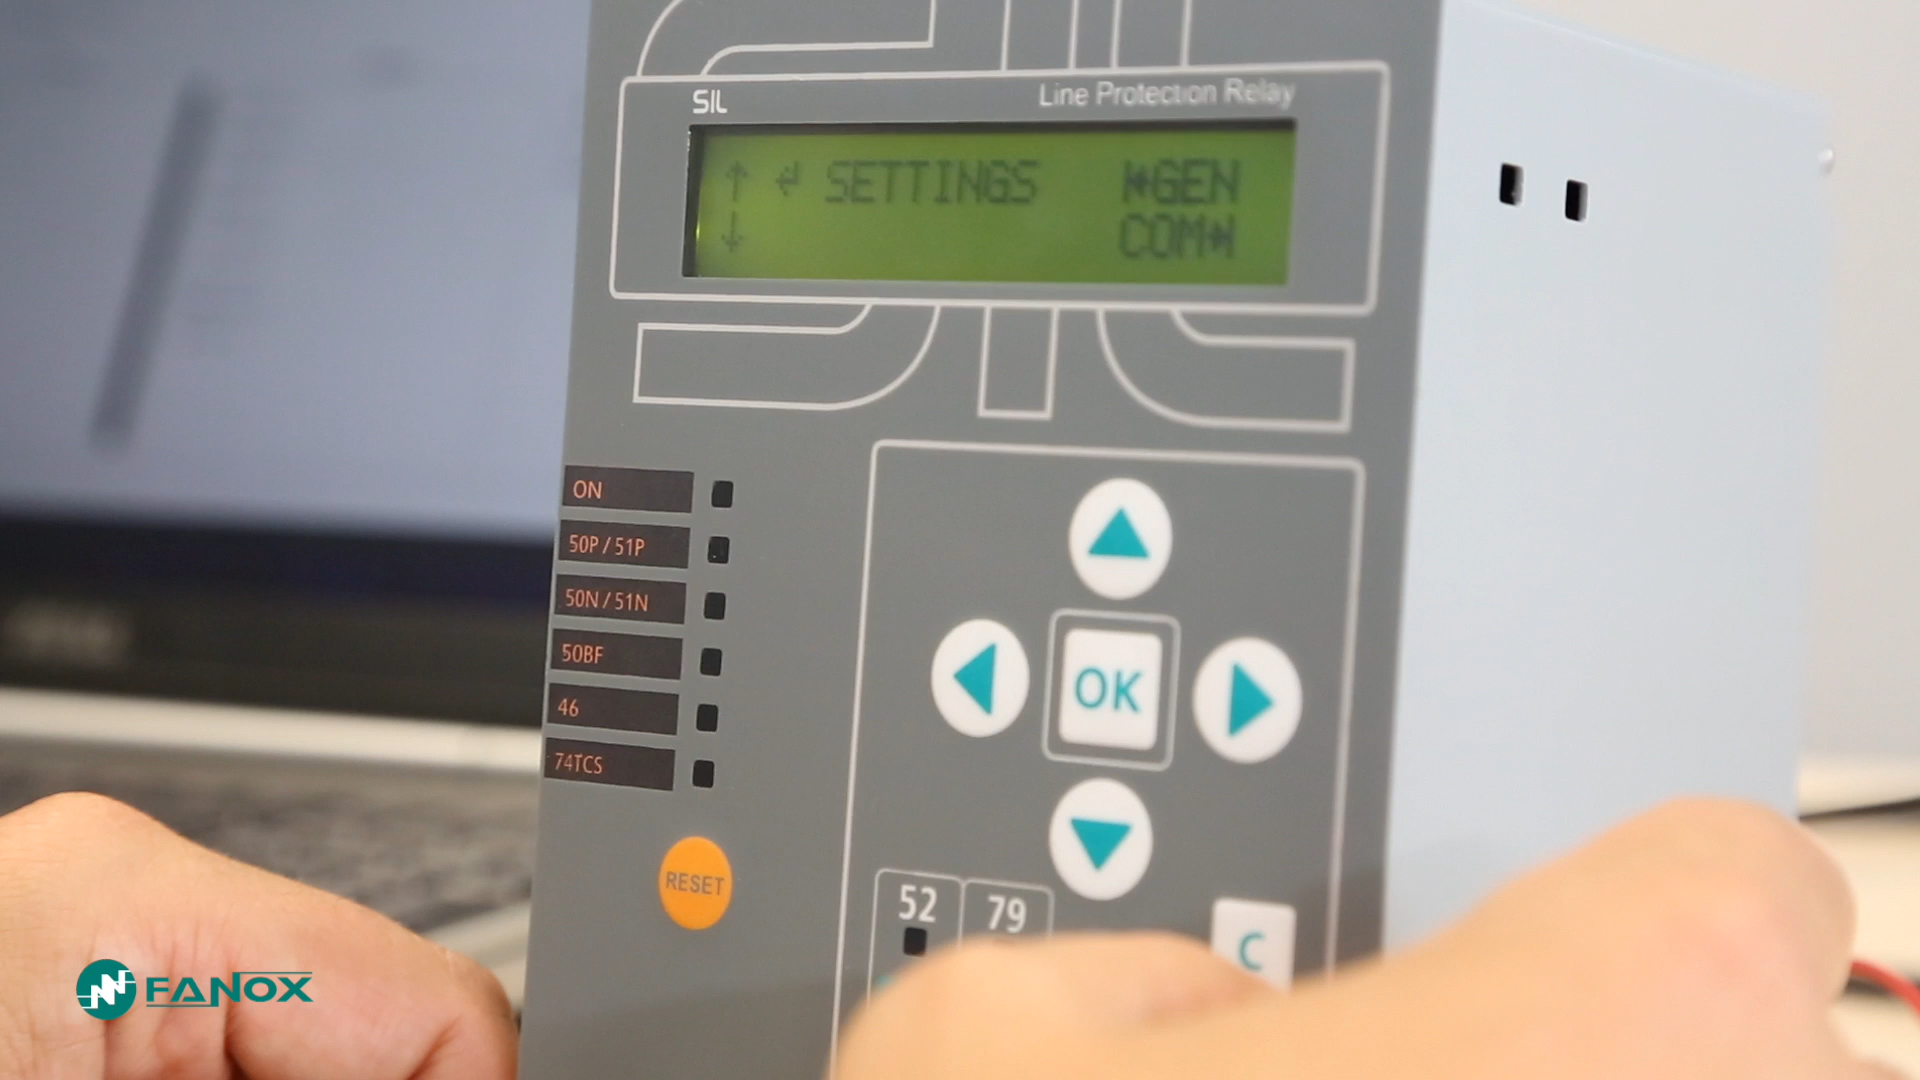 SIL
Line Protection Relay
SETTINGS GEN
COM
ON
50P / 51P
50N / 51N
50BF
46
74TCS
OK
RESET
52
79
C
FANOX